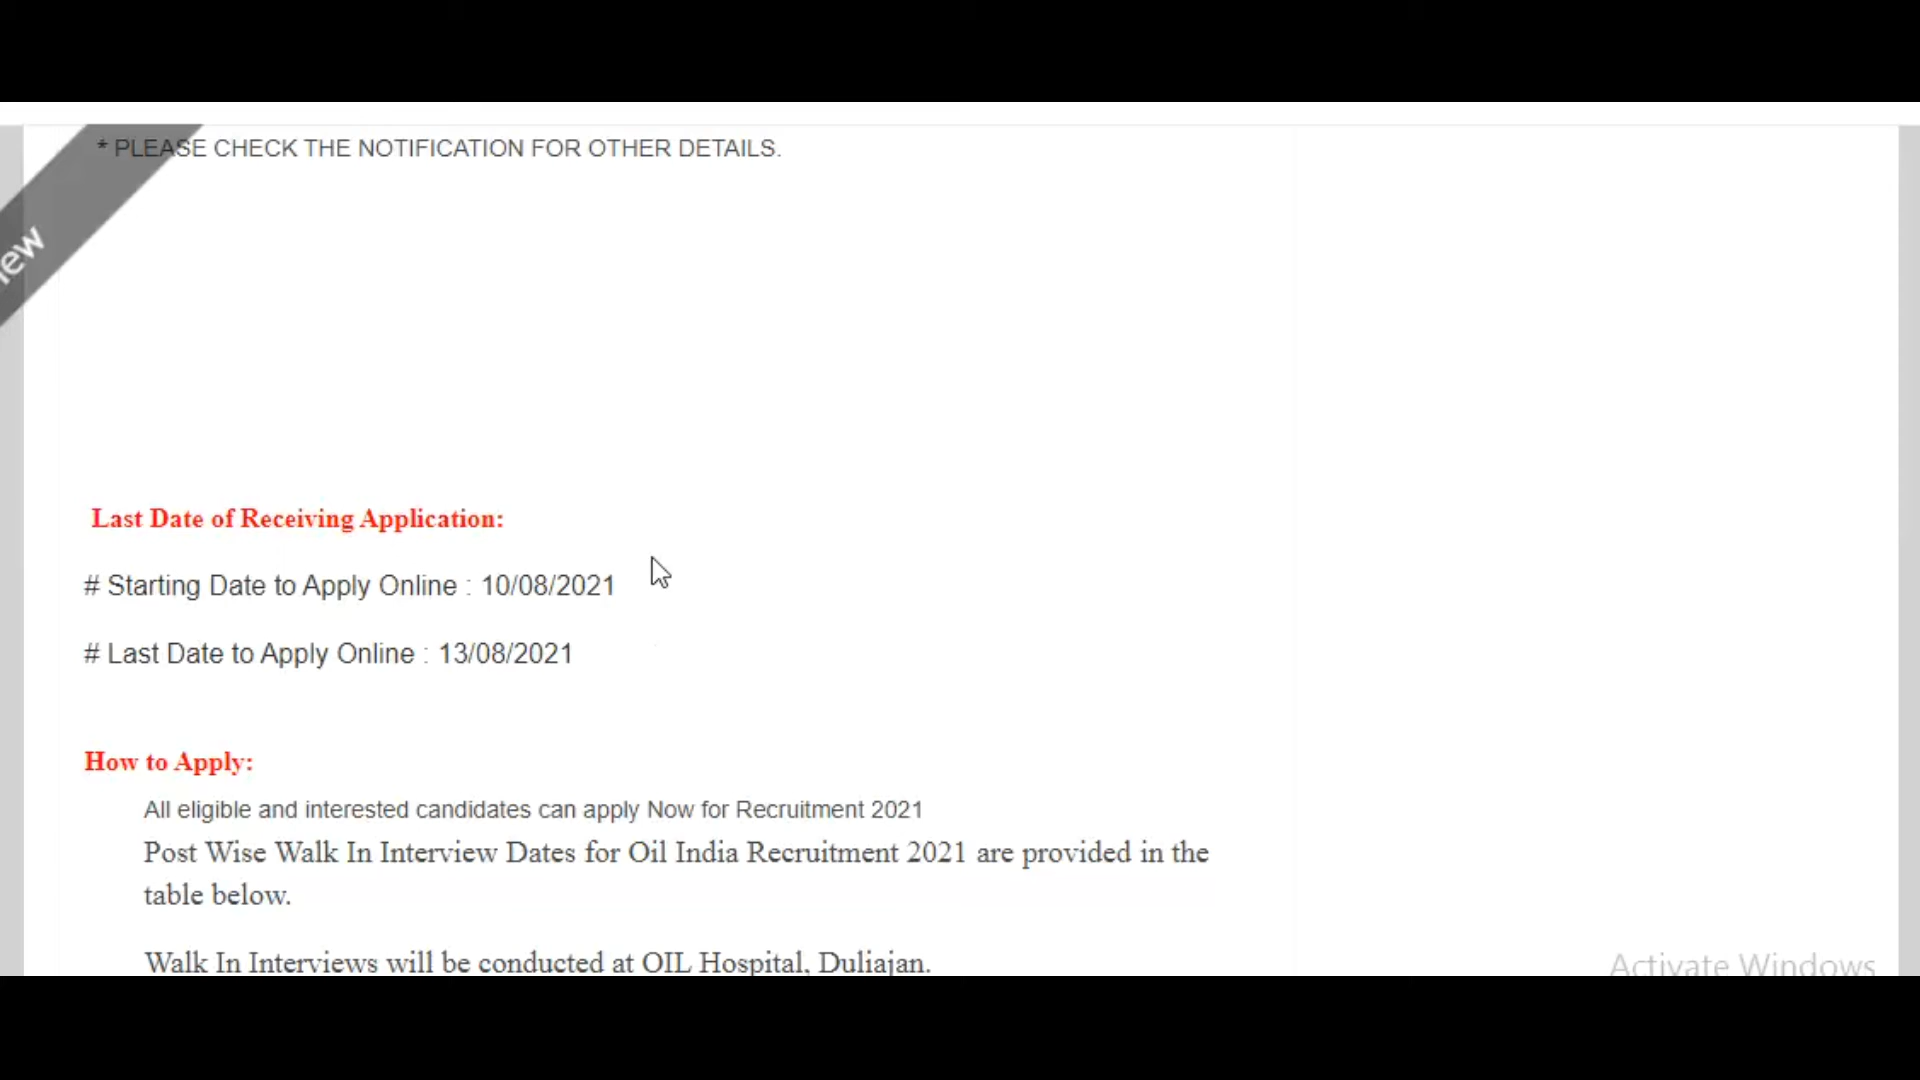 * PLEASE CHECK THE NOTIFICATION FOR OTHER DETAILS.
Last Date of Receiving Application:
# Starting Date to Apply Online : 10/08/2021
# Last Date to Apply Online : 13/08/2021
How to Apply:
All eligible and interested candidates can apply Now for Recruitment 2021
Post Wise Walk In Interview Dates for Oil India Recruitment 2021 are provided in the
table below.
Walk In Interviews will be conducted at OIL Hospital, Duliajan.
Activate Windows